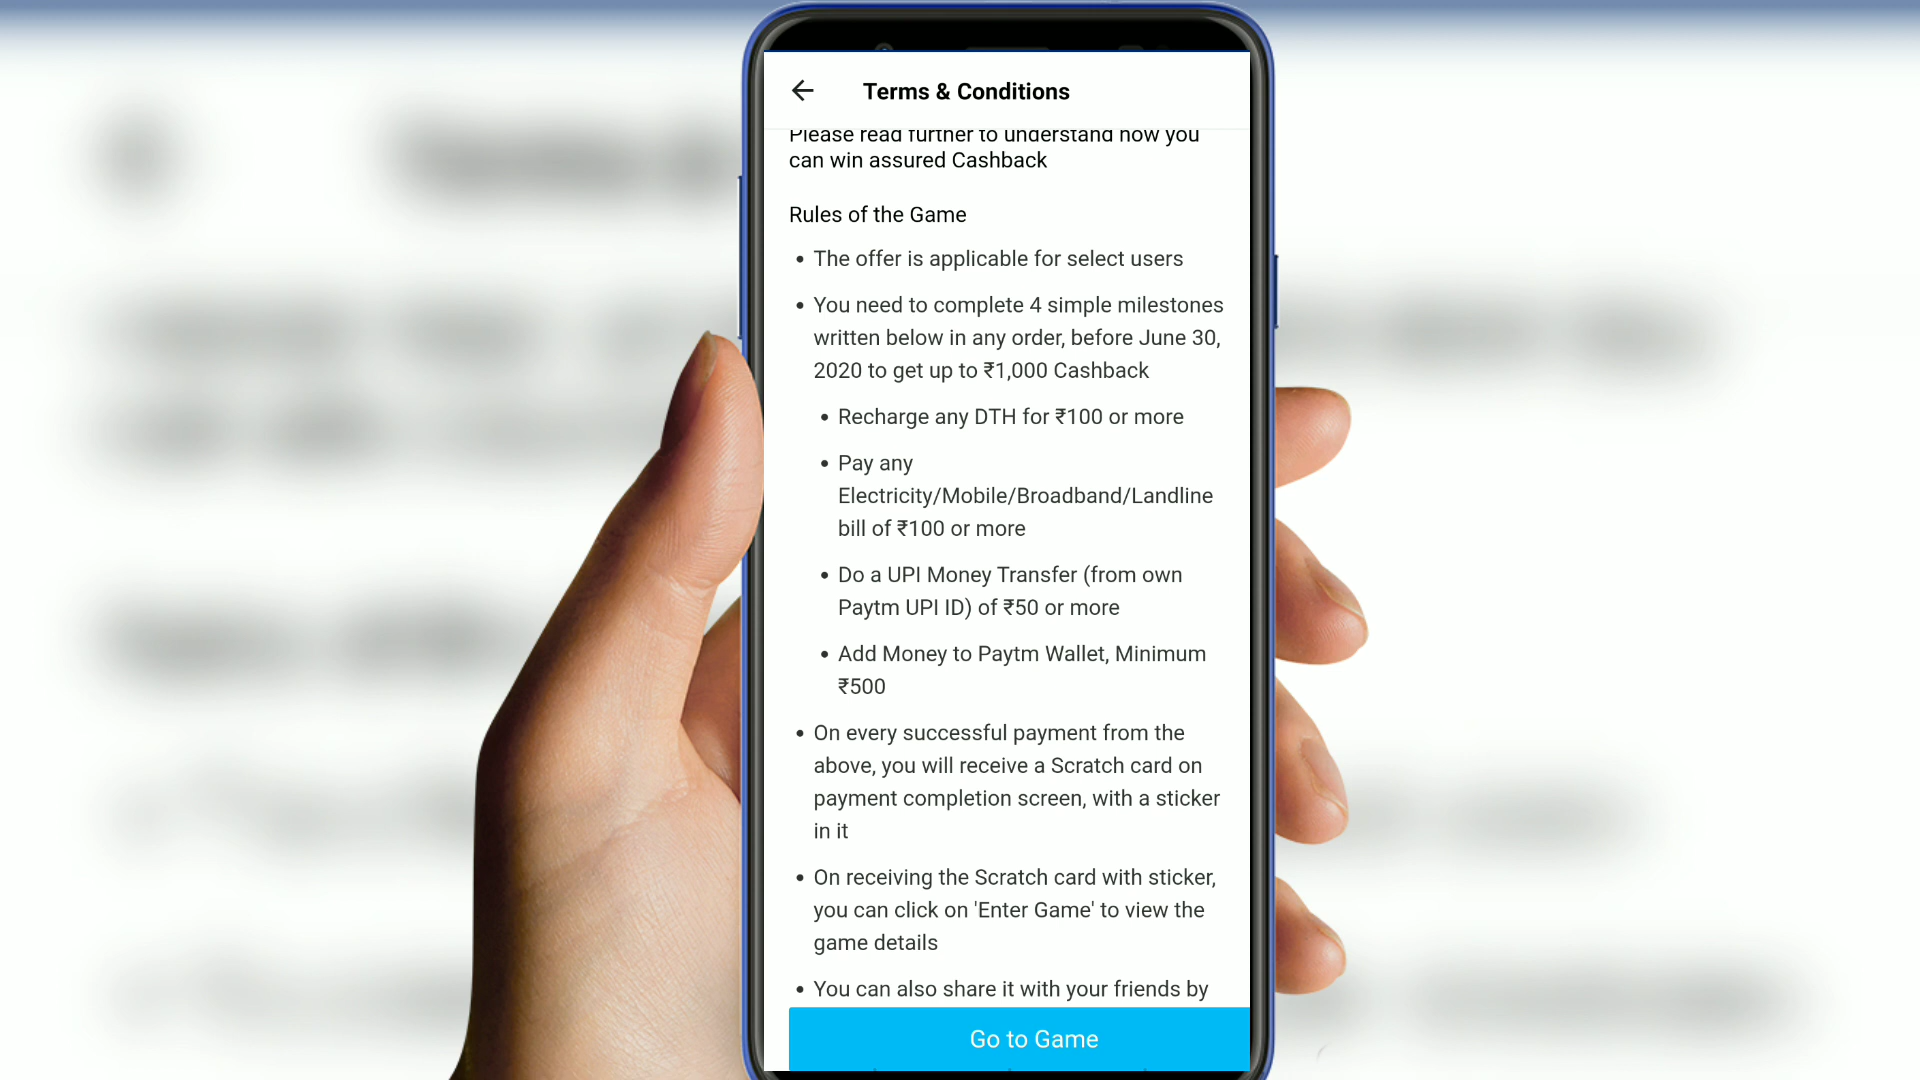 Terms & Conditions
Please read further to understand how you
can win assured Cashback
Rules of the Game
• The offer is applicable for select users
• You need to complete 4 simple milestones
written below in any order, before June 30,
2020 to get up to ₹1,000 Cashback
• Recharge any DTH for ₹100 or more
• Pay any
Electricity/Mobile/Broadband/Landline
bill of ₹100 or more
• Do a UPI Money Transfer (from own
Paytm UPI ID) of ₹50 or more
• Add Money to Paytm Wallet, Minimum
₹500
• On every successful payment from the
above, you will receive a Scratch card on
payment completion screen, with a sticker
in it
• On receiving the Scratch card with sticker,
you can click on 'Enter Game' to view the
game details
• You can also share it with your friends by
Go to Game